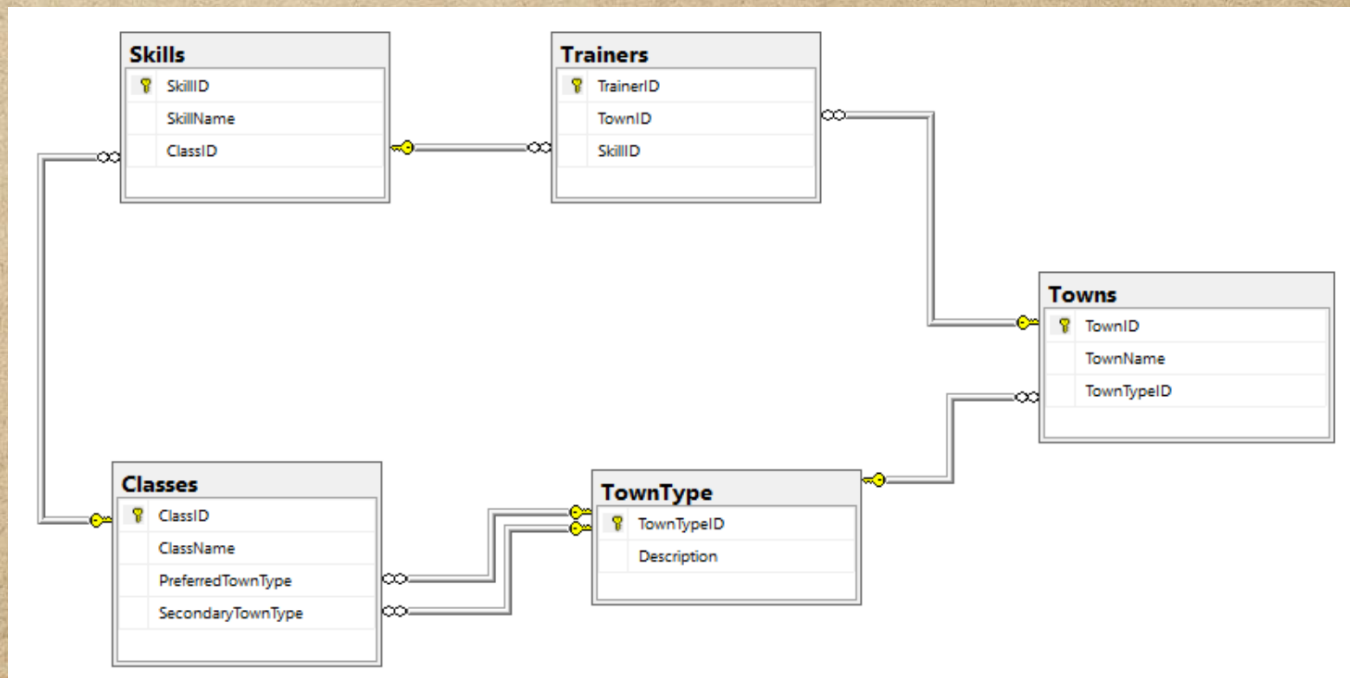 Skills
SkillID
SkillName
ClassID
Trainers
TrainerID
TownID
SkillID
Towns
TownID
TownName
TownTypeID
Classes
ClassID
ClassName
PreferredTownType
SecondaryTownType
TownType
TownTypeID
Description